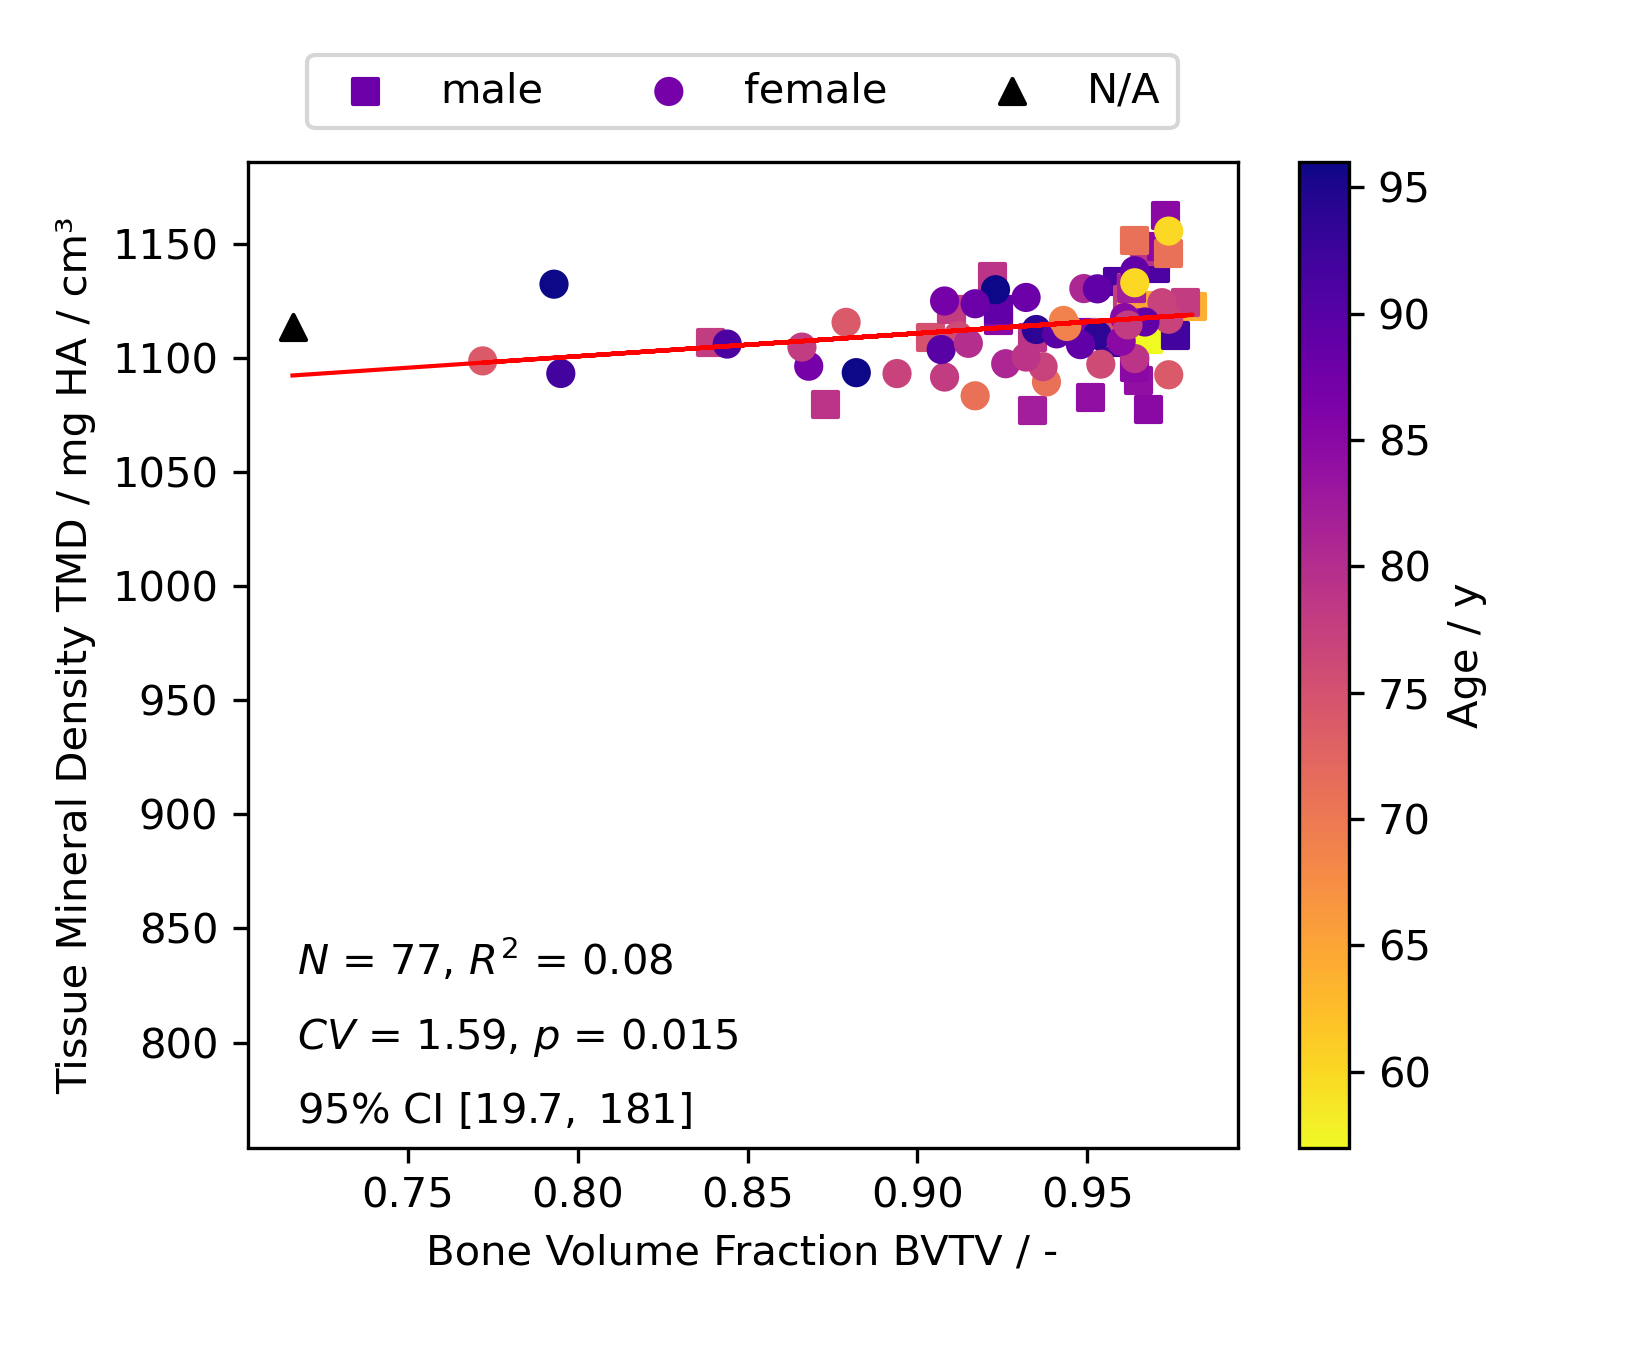 male female N/A
1150
1100
1050
1000
950
900
850
800
Tissue Mineral Density TMD / mg HA / cm³
N = 77, R² = 0.08
CV = 1.59, p = 0.015
95% CI [19.7, 181]
0.75 0.80 0.85 0.90 0.95
Bone Volume Fraction BVTV / -
95
90
85
80
75
70
65
60
Age / y